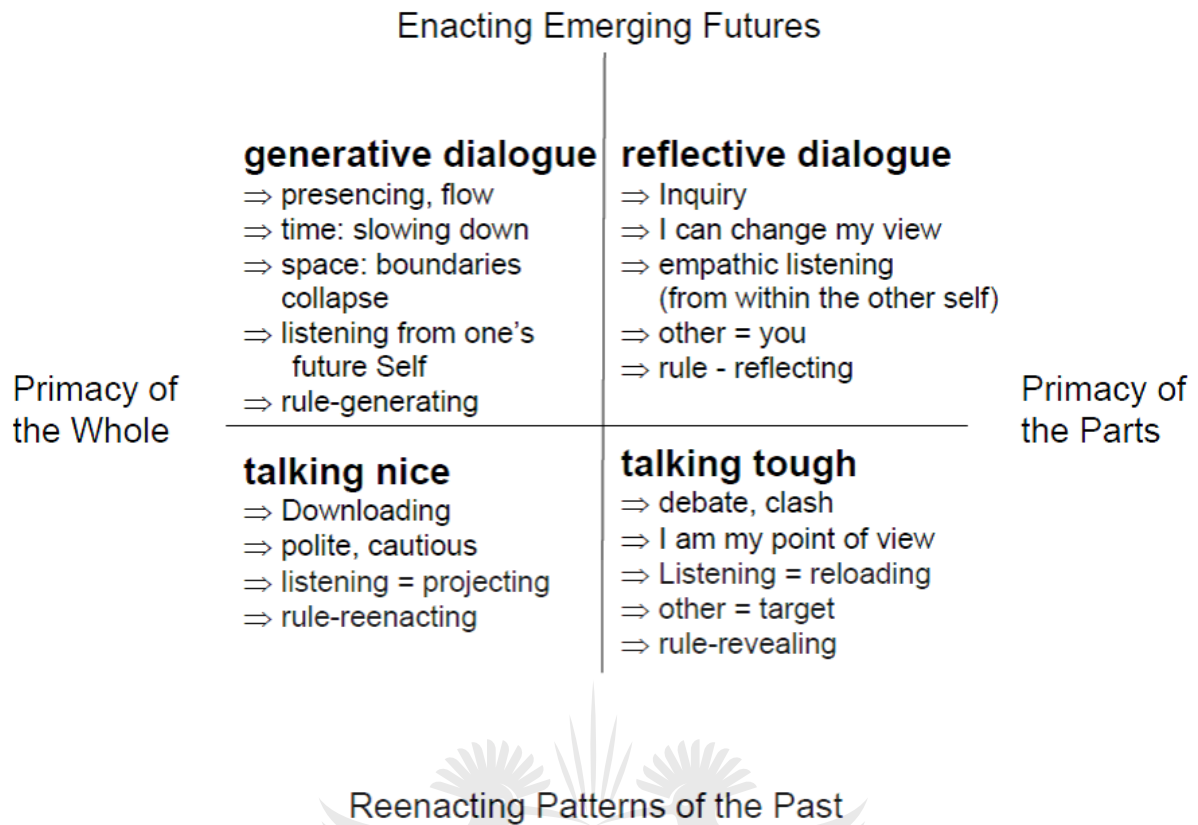 Enacting Emerging Futures
generative dialogue
⇒ presencing, flow
⇒ time: slowing down
⇒ space: boundaries
collapse
⇒ listening from one's
future Self
⇒ rule-generating
reflective dialogue
⇒ Inquiry
⇒ I can change my view
⇒ empathic listening
(from within the other self)
⇒ other = you
⇒ rule - reflecting
Primacy of
the Whole
Primacy of
the Parts
talking nice
⇒ Downloading
⇒ polite, cautious
⇒ listening = projecting
⇒ rule-reenacting
talking tough
⇒ debate, clash
⇒ I am my point of view
⇒ Listening = reloading
⇒ other = target
⇒ rule-revealing
Reenacting Patterns of the Past